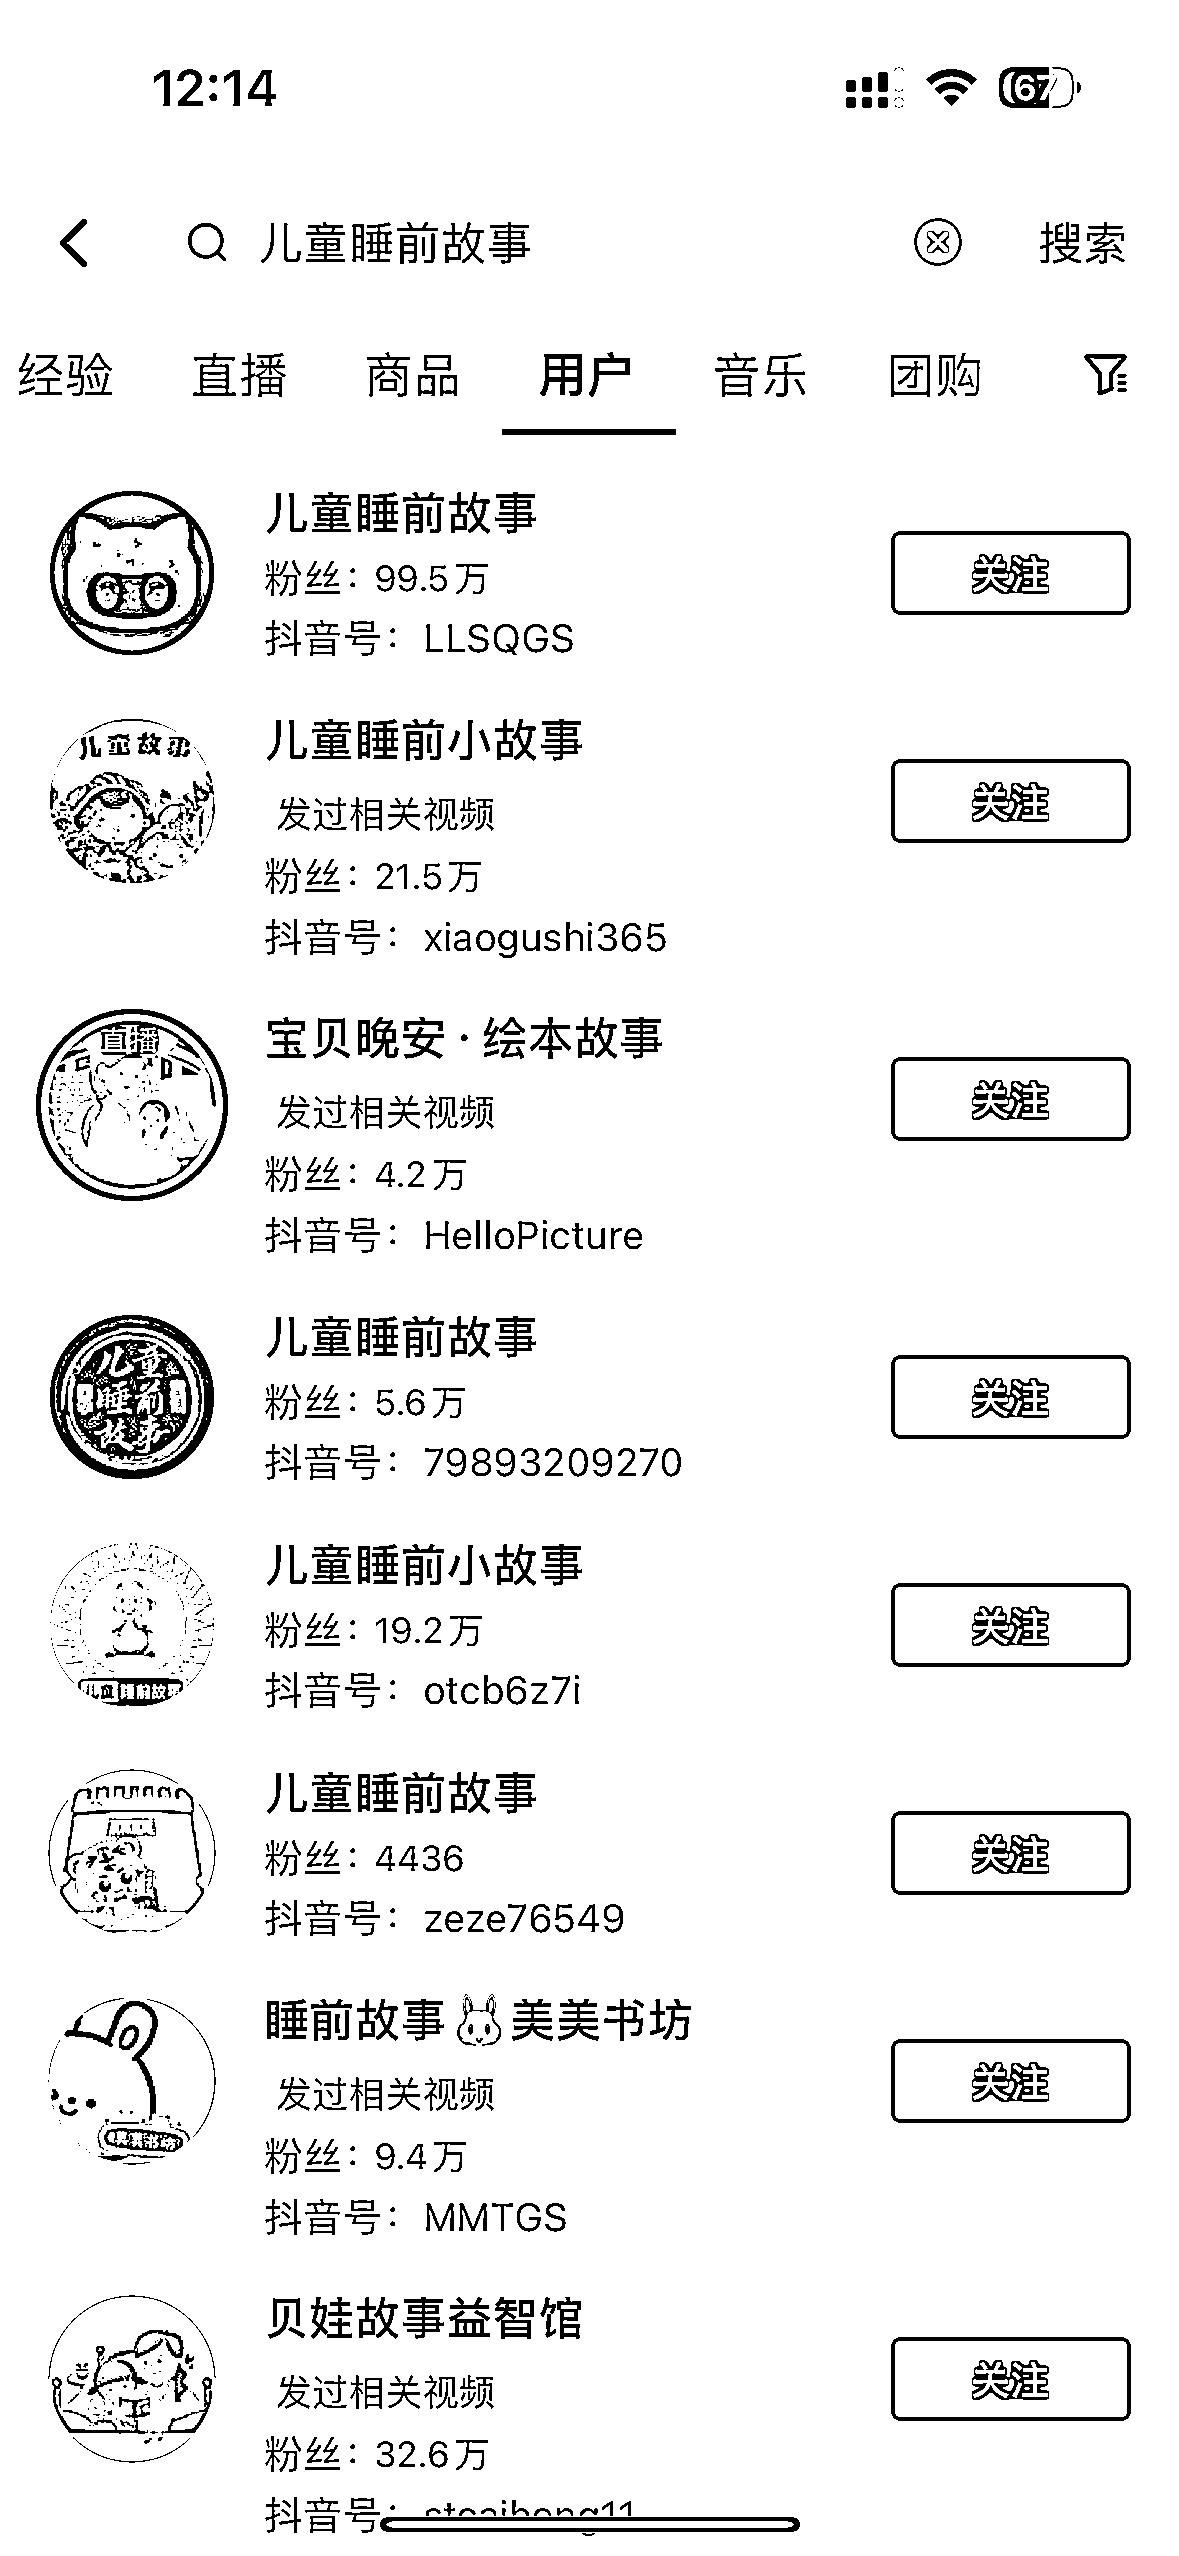 12:14
67
儿童睡前故事
搜索
经验 直播 商品 用户 音乐 团购
儿童睡前故事
粉丝：99.5万
抖音号：LLSQGS
关注
儿童故事
儿童睡前小故事
发过相关视频
粉丝：21.5万
抖音号：xiaogushi365
关注
直播
宝贝晚安·绘本故事
发过相关视频
粉丝：4.2万
抖音号：HelloPicture
关注
儿童
睡前
故事
儿童睡前故事
粉丝：5.6万
抖音号：79893209270
关注
儿童睡前小故事
粉丝：19.2万
抖音号：otcb6z7i
关注
儿童睡前故事
粉丝：4436
抖音号：zeze76549
关注
睡前故事🐰美美书坊
发过相关视频
粉丝：9.4万
抖音号：MMTGS
关注
贝娃故事益智馆
发过相关视频
粉丝：32.6万
抖音号：
关注